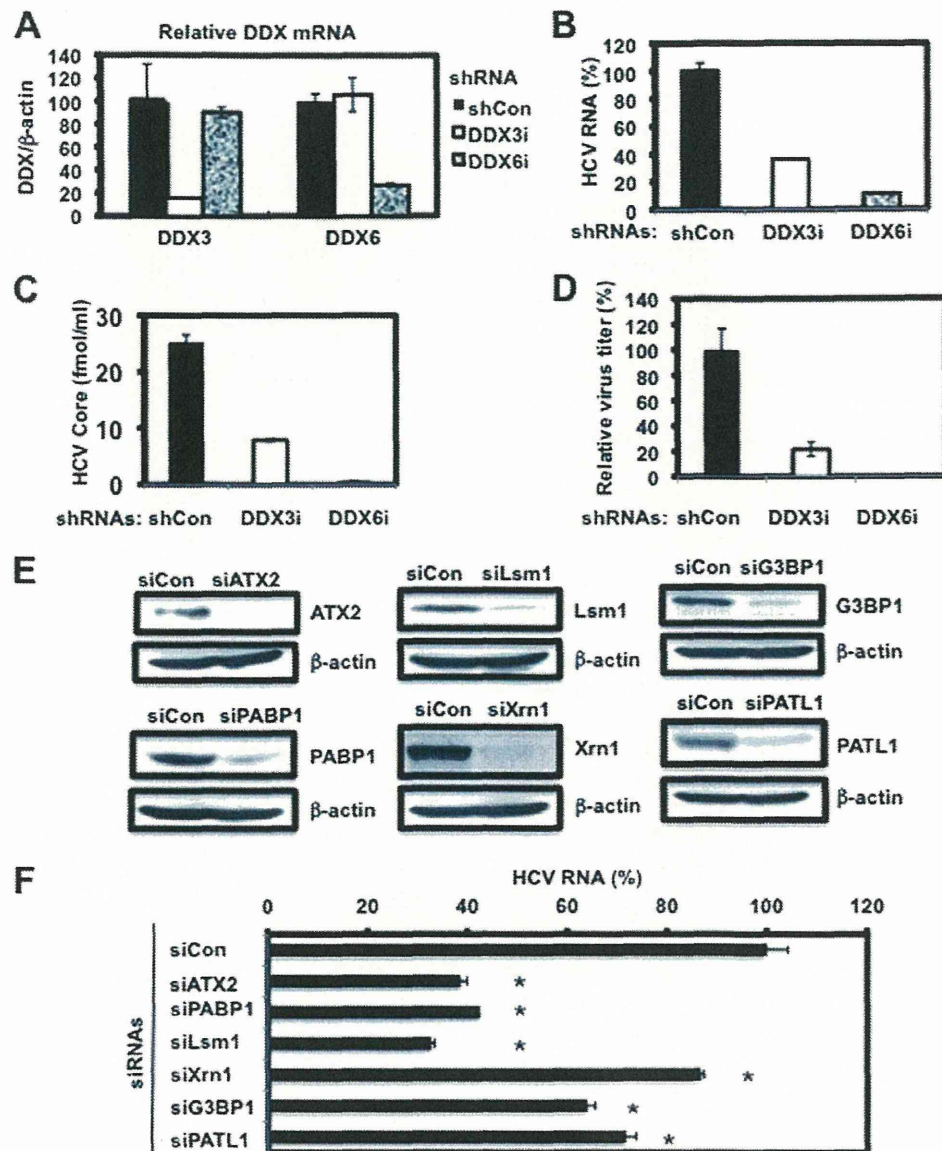 A
Relative DDX mRNA
DDX/β-actin
140
120
100
80
60
40
20
0
DDX3
DDX6
shRNA
shCon
DDX3i
DDX6i
B
HCV RNA (%)
120
100
80
60
40
20
0
shRNAs: shCon DDX3i DDX6i
C
HCV Core (fmol/ml)
30
20
10
0
shRNAs: shCon DDX3i DDX6i
D
Relative virus titer (%)
140
120
100
80
60
40
20
0
shRNAs: shCon DDX3i DDX6i
E
siCon siATX2
ATX2
β-actin
siCon siLsm1
Lsm1
β-actin
siCon siG3BP1
G3BP1
β-actin
siCon siPABP1
PABP1
β-actin
siCon siXrn1
Xrn1
β-actin
siCon siPATL1
PATL1
β-actin
F
HCV RNA (%)
0 20 40 60 80 100 120
siRNAs
siCon
siATX2 *
siPABP1 *
siLsm1 *
siXrn1 *
siG3BP1 *
siPATL1 *